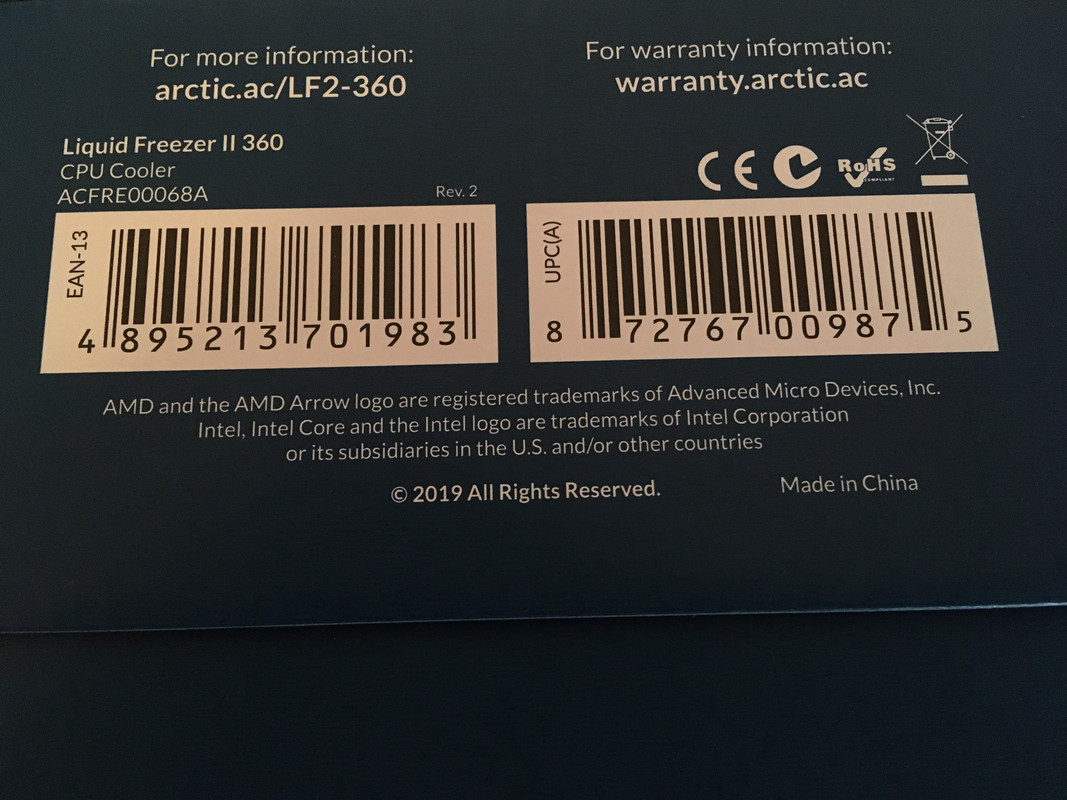 For more information:
arctic.ac/LF2-360
For warranty information:
warranty.arctic.ac
Liquid Freezer II 360
CPU Cooler
ACFRE00068A
Rev. 2
CE
RoHS
COMPLIANT
EAN-13
4 895213 701983
UPC(A)
8 72767 00987 5
AMD and the AMD Arrow logo are registered trademarks of Advanced Micro Devices, Inc.
Intel, Intel Core and the Intel logo are trademarks of Intel Corporation
or its subsidiaries in the U.S. and/or other countries
© 2019 All Rights Reserved.
Made in China